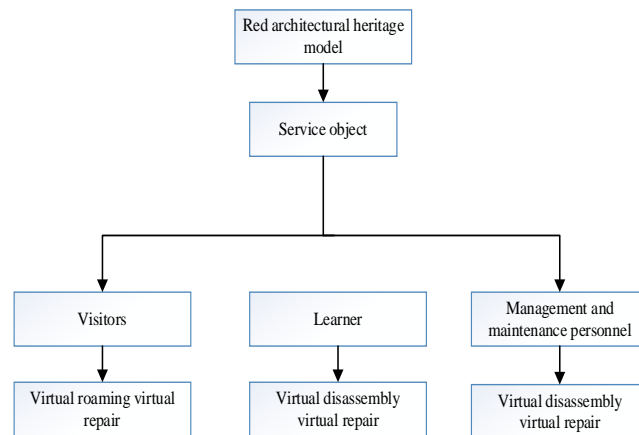 Red architectural heritage
model
Service object
Visitors
Learner
Management and
maintenance personnel
Virtual roaming virtual
repair
Virtual disassembly
virtual repair
Virtual disassembly
virtual repair